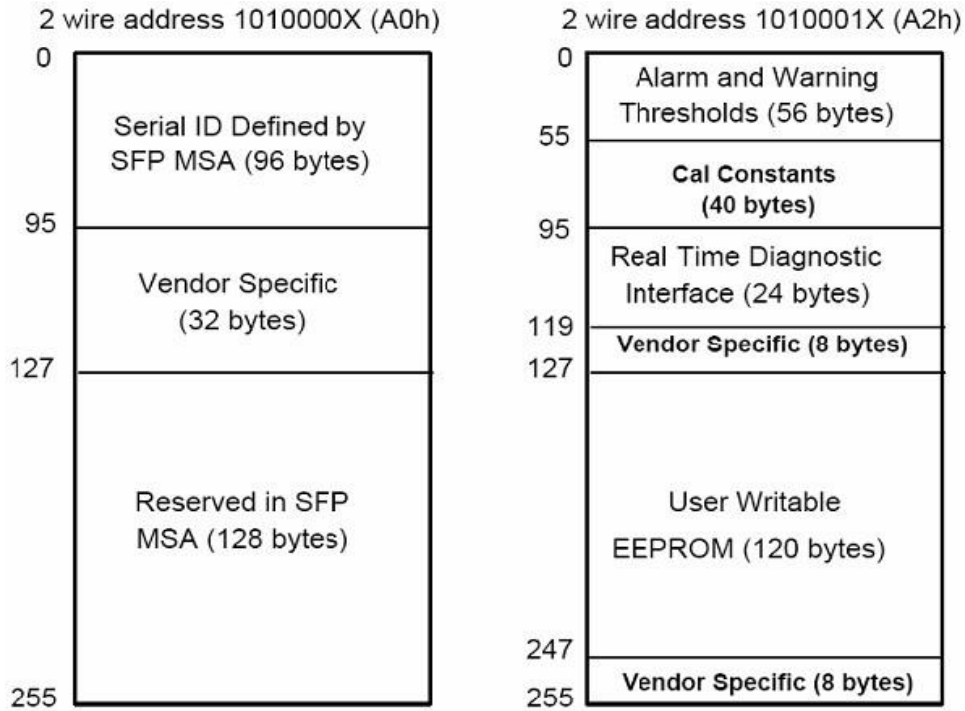 2 wire address 1010000X (A0h)
0
Serial ID Defined by
SFP MSA (96 bytes)
95
Vendor Specific
(32 bytes)
127
Reserved in SFP
MSA (128 bytes)
255
2 wire address 1010001X (A2h)
0
Alarm and Warning
Thresholds (56 bytes)
55
Cal Constants
(40 bytes)
95
Real Time Diagnostic
Interface (24 bytes)
119
Vendor Specific (8 bytes)
127
User Writable
EEPROM (120 bytes)
247
Vendor Specific (8 bytes)
255